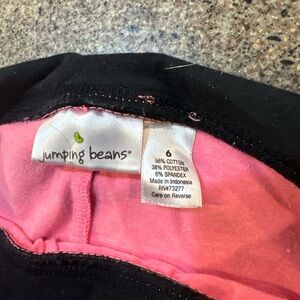 jumping beans®
6
56% COTTON
38% POLYESTER
6% SPANDEX
Made in Indonesia
RN#73277
Care on Reverse